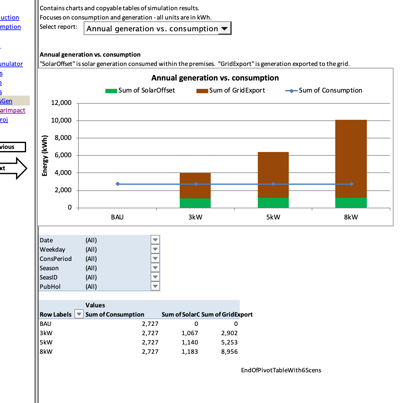 Contains charts and copyable tables of simulation results.
Focuses on consumption and generation - all units are in kWh.
Select report: Annual generation vs. consumption
Annual generation vs. consumption
"SolarOffset" is solar generation consumed within the premises. "GridExport" is generation exported to the grid.
Annual generation vs. consumption
Sum of SolarOffset Sum of GridExport Sum of Consumption
Energy (kWh)
12,000
10,000
8,000
6,000
4,000
2,000
0
BAU 3kW 5kW 8kW
Date (All)
Weekday (All)
ConsPeriod (All)
Season (All)
SeasID (All)
PubHol (All)
Values
Row Labels Sum of Consumption Sum of SolarC Sum of GridExport
BAU 2,727 0 0
3kW 2,727 1,067 2,902
5kW 2,727 1,140 5,253
8kW 2,727 1,183 8,956
EndOfPivotTableWith6Scens
uction
mption
nulator
Gen
arImpact
roj
vious
xt